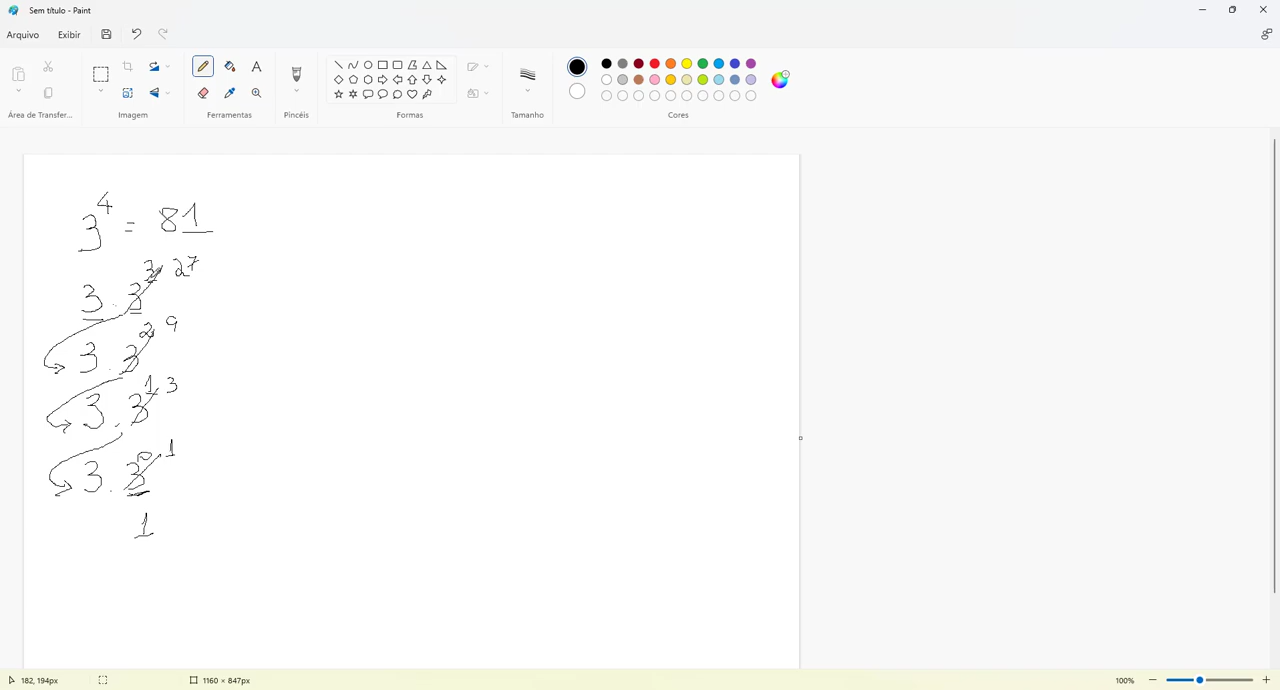 Sem título - Paint
Arquivo Exibir
Área de Transfer... Imagem Ferramentas Pincéis Formas Tamanho Cores
3⁴ = 81
3 . 3³ 27
3 . 3² 9
3 . 3¹ 3
3 . 3⁰ 1
1
182, 194px 1160 × 847px 100%